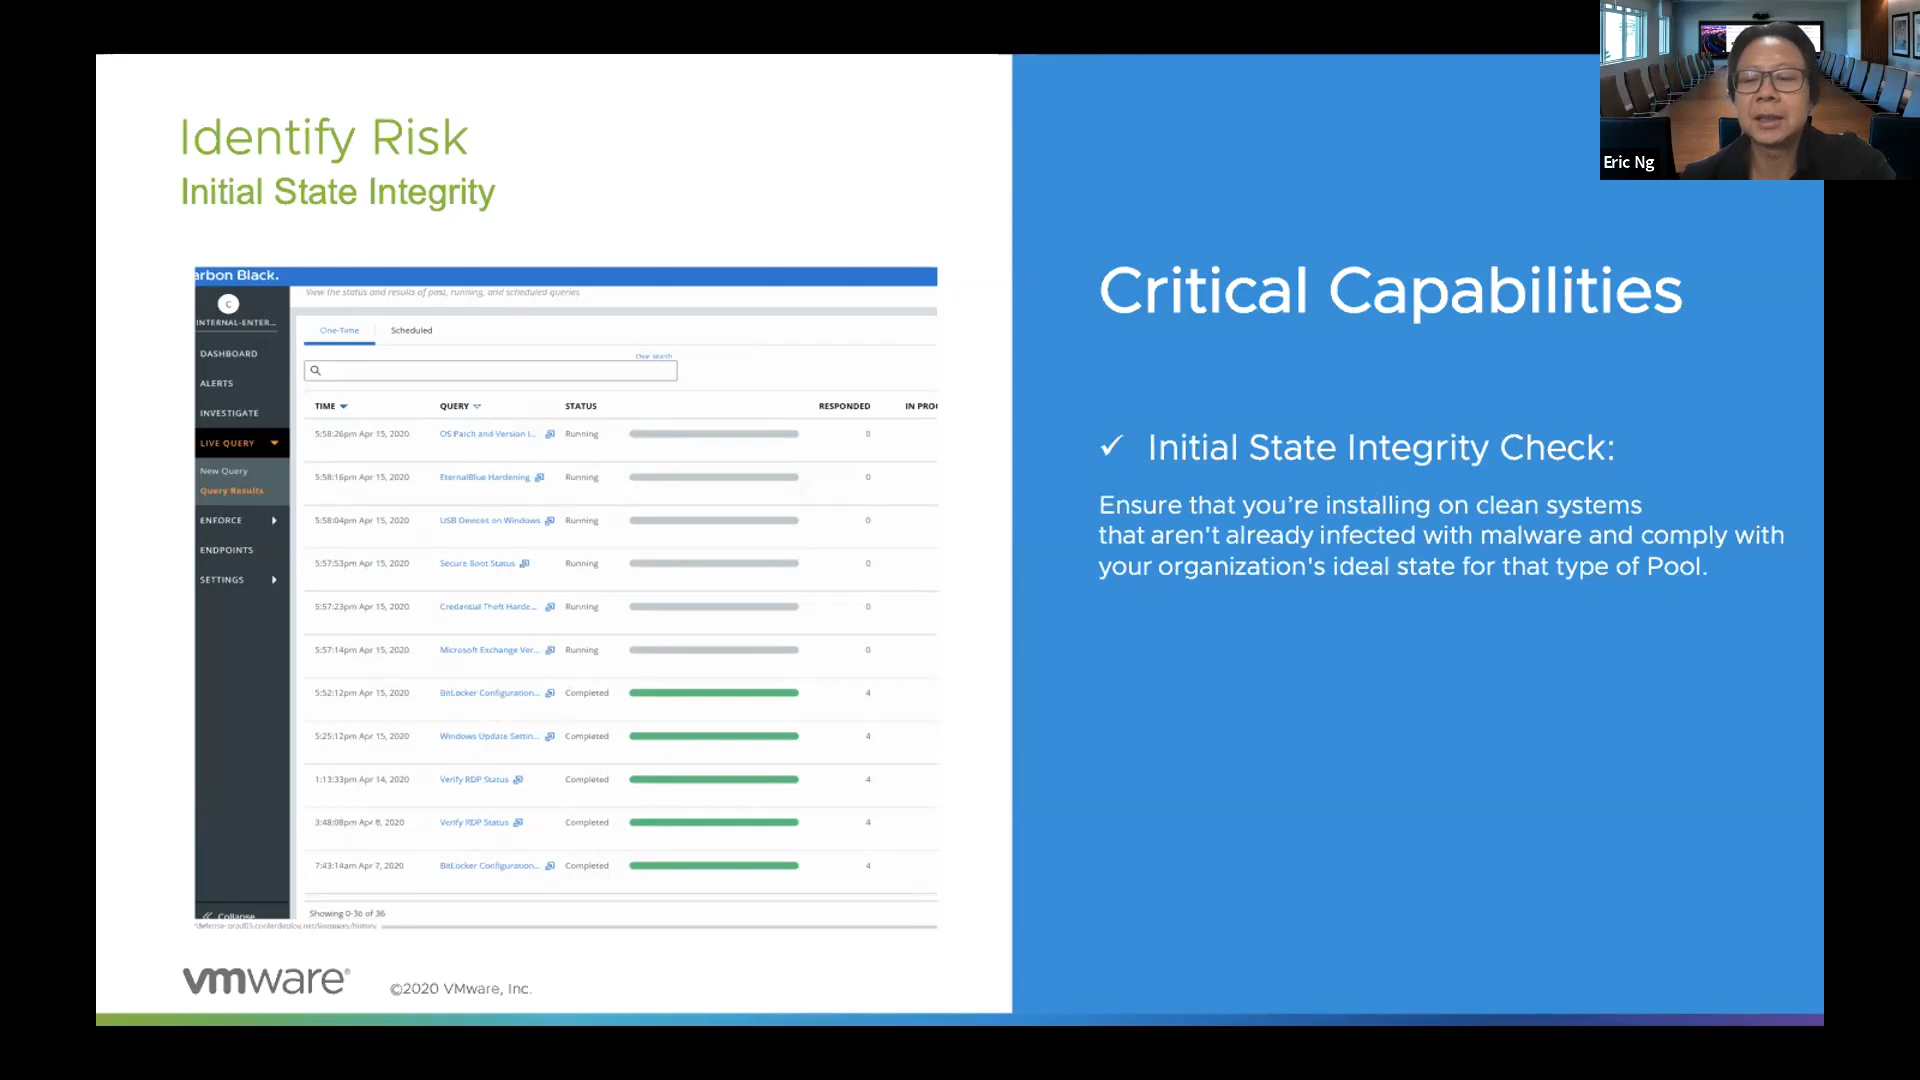 Identify Risk
Initial State Integrity
arbon Black.
C
INTERNAL-ENTER...
DASHBOARD
ALERTS
INVESTIGATE
LIVE QUERY
New Query
Query Results
ENFORCE
ENDPOINTS
SETTINGS
Collapse
View the status and results of past, running, and scheduled queries
One-Time Scheduled
Clear search
TIME QUERY STATUS RESPONDED IN PRO
5:58:26pm Apr 15, 2020 OS Patch and Version I... Running 0
5:58:16pm Apr 15, 2020 EternalBlue Hardening Running 0
5:58:04pm Apr 15, 2020 USB Devices on Windows Running 0
5:57:53pm Apr 15, 2020 Secure Boot Status Running 0
5:57:23pm Apr 15, 2020 Credential Theft Harde... Running 0
5:57:14pm Apr 15, 2020 Microsoft Exchange Ver... Running 0
5:52:12pm Apr 15, 2020 BitLocker Configuration... Completed 4
5:25:12pm Apr 15, 2020 Windows Update Settin... Completed 4
1:13:33pm Apr 14, 2020 Verify RDP Status Completed 4
3:48:08pm Apr 8, 2020 Verify RDP Status Completed 4
7:43:14am Apr 7, 2020 BitLocker Configuration... Completed 4
Showing 0-36 of 36
vmware®
©2020 VMware, Inc.
Critical Capabilities
✓ Initial State Integrity Check:
Ensure that you're installing on clean systems
that aren't already infected with malware and comply with
your organization's ideal state for that type of Pool.
Eric Ng